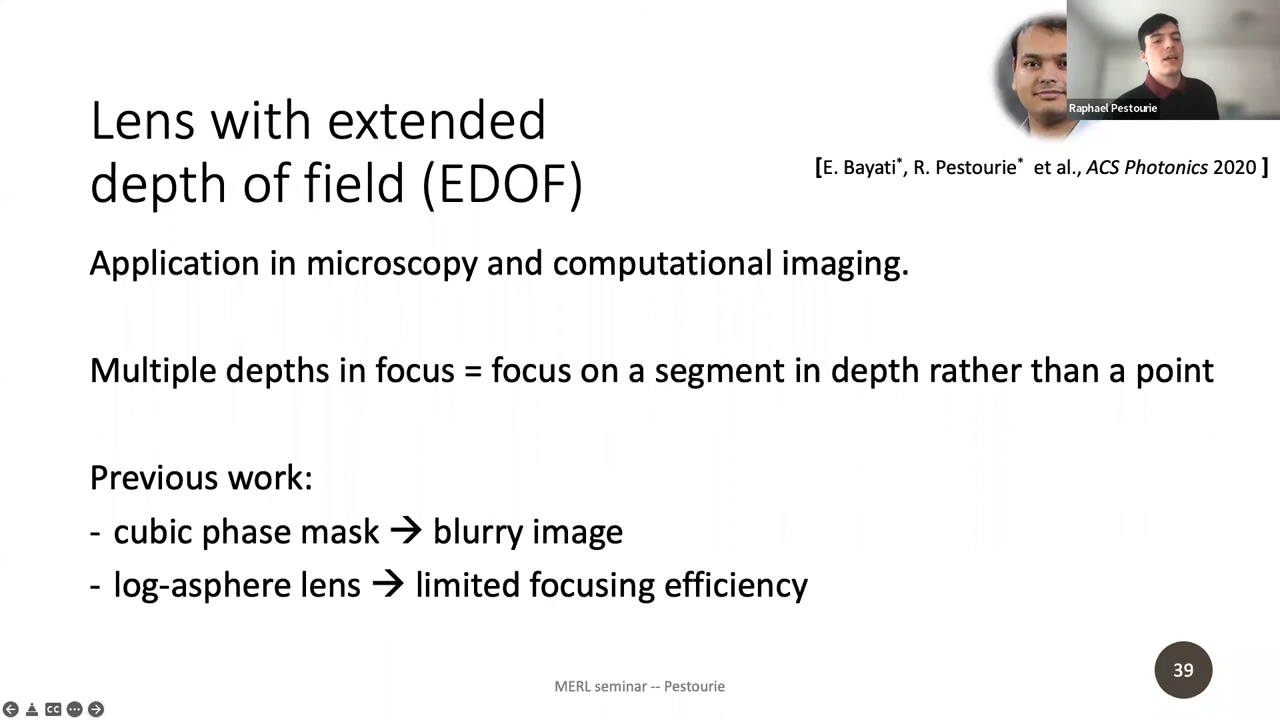 Raphael Pestourie
Lens with extended
depth of field (EDOF)
[E. Bayati*, R. Pestourie* et al., ACS Photonics 2020 ]
Application in microscopy and computational imaging.
Multiple depths in focus = focus on a segment in depth rather than a point
Previous work:
- cubic phase mask → blurry image
- log-asphere lens → limited focusing efficiency
39
MERL seminar -- Pestourie
CC